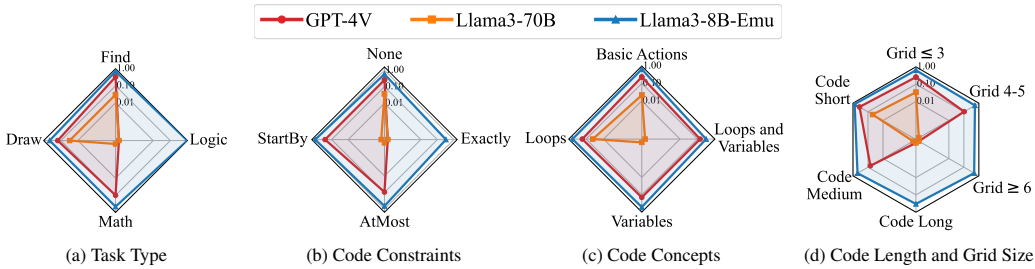 GPT-4V Llama3-70B Llama3-8B-Emu
Find
1.00
0.10
0.01
Draw
Logic
Math
(a) Task Type
None
1.00
0.10
0.01
StartBy
Exactly
AtMost
(b) Code Constraints
Basic Actions
1.00
0.10
0.01
Loops
Loops and
Variables
Variables
(c) Code Concepts
Grid ≤ 3
1.00
0.10
0.01
Code
Short
Grid 4-5
Code
Medium
Grid ≥ 6
Code Long
(d) Code Length and Grid Size